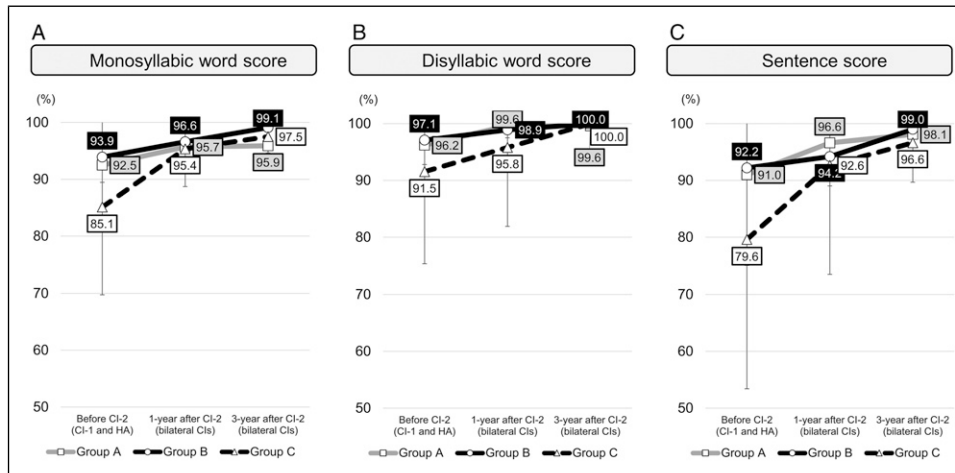 A
Monosyllabic word score
(%)
100
90
80
70
60
50
93.9
92.5
85.1
96.6
95.7
95.4
99.1
97.5
95.9
Before CI-2
(CI-1 and HA)
1-year after CI-2
(bilateral CIs)
3-year after CI-2
(bilateral CIs)
Group A Group B Group C
B
Disyllabic word score
(%)
100
90
80
70
60
50
97.1
96.2
91.5
99.6
98.9
95.8
100.0
100.0
99.6
Before CI-2
(CI-1 and HA)
1-year after CI-2
(bilateral CIs)
3-year after CI-2
(bilateral CIs)
Group A Group B Group C
C
Sentence score
(%)
100
90
80
70
60
50
92.2
91.0
79.6
96.6
94.2
92.6
99.0
98.1
96.6
Before CI-2
(CI-1 and HA)
1-year after CI-2
(bilateral CIs)
3-year after CI-2
(bilateral CIs)
Group A Group B Group C